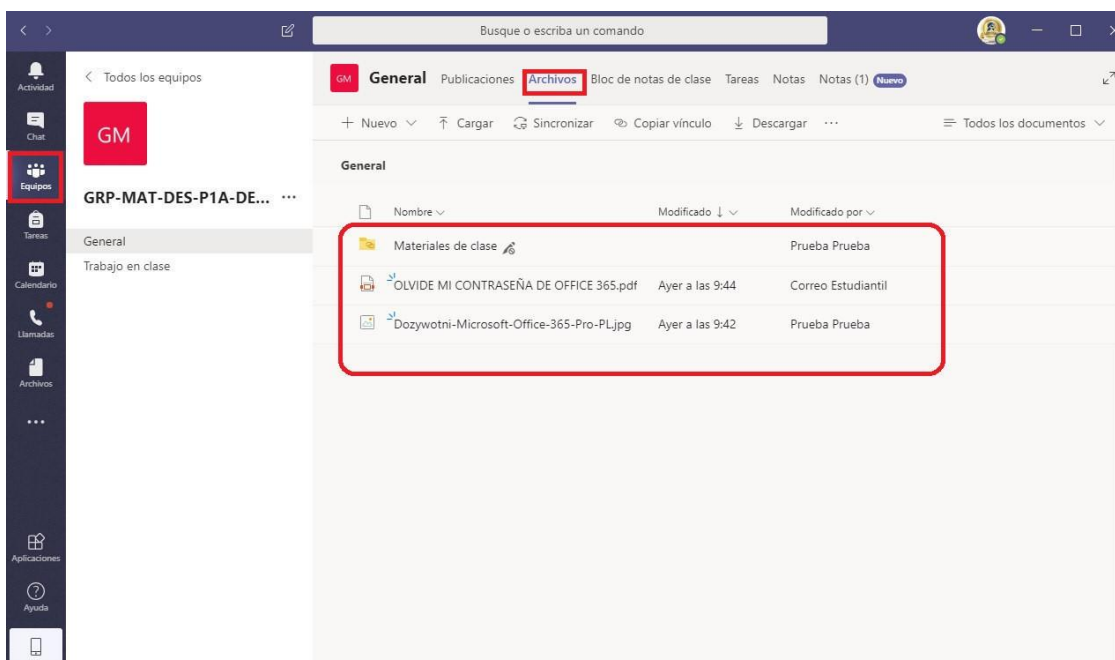 Busque o escriba un comando
Actividad
Chat
Equipos
Tareas
Calendario
Llamadas
Archivos
Aplicaciones
Ayuda
Todos los equipos
GM
GRP-MAT-DES-P1A-DE... ...
General
Trabajo en clase
GM General Publicaciones Archivos Bloc de notas de clase Tareas Notas Notas (1) Nuevo
Nuevo Cargar Sincronizar Copiar vínculo Descargar ... Todos los documentos
General
Nombre Modificado Modificado por
Materiales de clase Prueba Prueba
OLVIDE MI CONTRASEÑA DE OFFICE 365.pdf Ayer a las 9:44 Correo Estudiantil
Dozywotni-Microsoft-Office-365-Pro-PL.jpg Ayer a las 9:42 Prueba Prueba